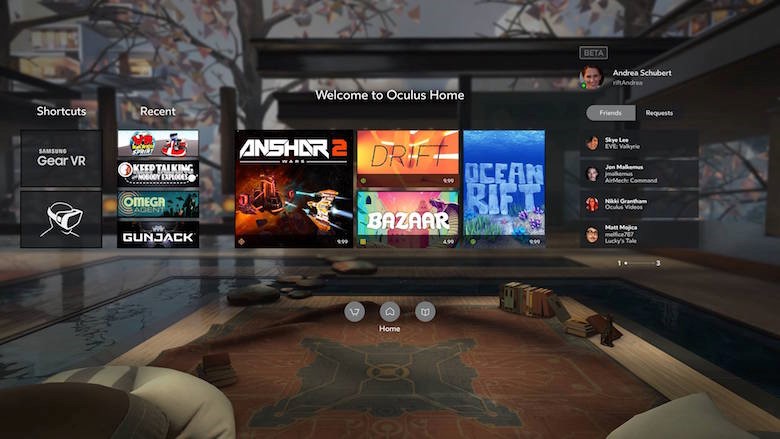 BETA
Andrea Schubert
riftAndrea
Welcome to Oculus Home
Shortcuts
Recent
Friends
Requests
SAMSUNG
Gear VR
SPRINT
KEEP TALKING
AND
NOBODY EXPLODES
OMEGA
AGENT
GUNJACK
ANSHAR 2
WARS
9.99
DRIFT
9.99
BAZAAR
4.99
OCEAN
RIFT
9.99
Skye Lee
EVE: Valkyrie
Jon Malkemus
jmalkemus
AirMech: Command
Nikki Grantham
Oculus Videos
Matt Mojica
melfice787
Lucky's Tale
1
3
Home